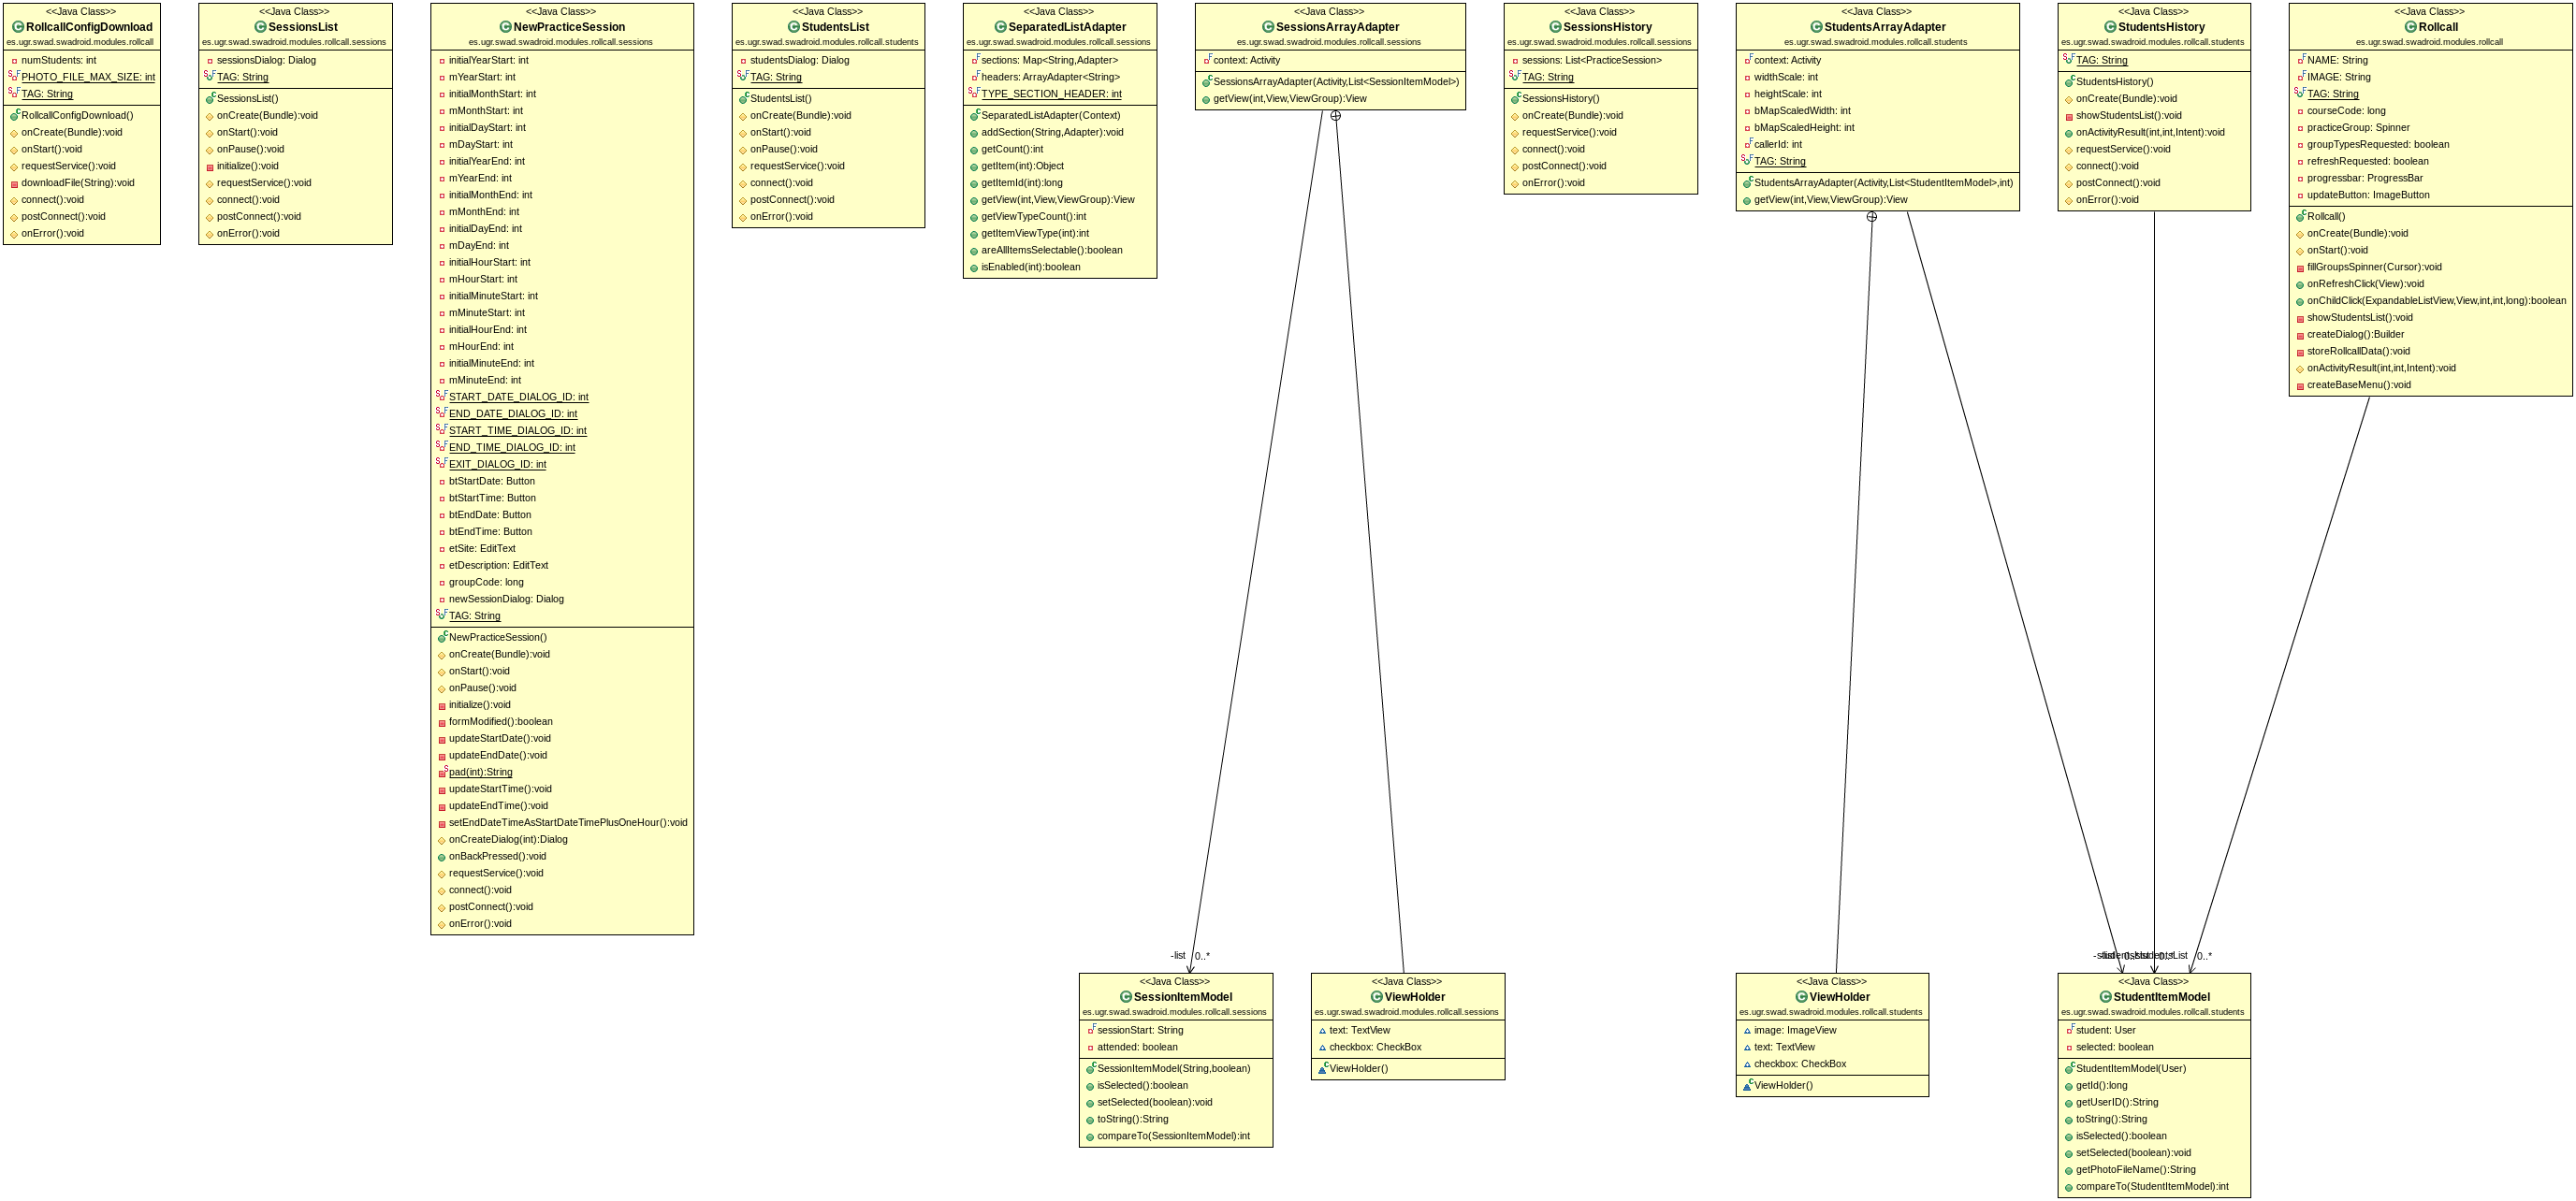 <<Java Class>>
RollcallConfigDownload
es.ugr.swad.swadroid.modules.rollcall
numStudents: int
PHOTO_FILE_MAX_SIZE: int
TAG: String
RollcallConfigDownload()
onCreate(Bundle):void
onStart():void
requestService():void
downloadFile(String):void
connect():void
postConnect():void
onError():void
<<Java Class>>
SessionsList
es.ugr.swad.swadroid.modules.rollcall.sessions
sessionsDialog: Dialog
TAG: String
SessionsList()
onCreate(Bundle):void
onStart():void
onPause():void
initialize():void
requestService():void
connect():void
postConnect():void
onError():void
<<Java Class>>
NewPracticeSession
es.ugr.swad.swadroid.modules.rollcall.sessions
initialYearStart: int
mYearStart: int
initialMonthStart: int
mMonthStart: int
initialDayStart: int
mDayStart: int
initialYearEnd: int
mYearEnd: int
initialMonthEnd: int
mMonthEnd: int
initialDayEnd: int
mDayEnd: int
initialHourStart: int
mHourStart: int
initialMinuteStart: int
mMinuteStart: int
initialHourEnd: int
mHourEnd: int
initialMinuteEnd: int
mMinuteEnd: int
START_DATE_DIALOG_ID: int
END_DATE_DIALOG_ID: int
START_TIME_DIALOG_ID: int
END_TIME_DIALOG_ID: int
EXIT_DIALOG_ID: int
btStartDate: Button
btStartTime: Button
btEndDate: Button
btEndTime: Button
etSite: EditText
etDescription: EditText
groupCode: long
newSessionDialog: Dialog
TAG: String
NewPracticeSession()
onCreate(Bundle):void
onStart():void
onPause():void
initialize():void
formModified():boolean
updateStartDate():void
updateEndDate():void
pad(int):String
updateStartTime():void
updateEndTime():void
setEndDateTimeAsStartDateTimePlusOneHour():void
onCreateDialog(int):Dialog
onBackPressed():void
requestService():void
connect():void
postConnect():void
onError():void
<<Java Class>>
StudentsList
es.ugr.swad.swadroid.modules.rollcall.students
studentsDialog: Dialog
TAG: String
StudentsList()
onCreate(Bundle):void
onStart():void
onPause():void
requestService():void
connect():void
postConnect():void
onError():void
<<Java Class>>
SeparatedListAdapter
es.ugr.swad.swadroid.modules.rollcall.sessions
sections: Map<String,Adapter>
headers: ArrayAdapter<String>
TYPE_SECTION_HEADER: int
SeparatedListAdapter(Context)
addSection(String,Adapter):void
getCount():int
getItem(int):Object
getItemId(int):long
getView(int,View,ViewGroup):View
getViewTypeCount():int
getItemViewType(int):int
areAllItemsSelectable():boolean
isEnabled(int):boolean
<<Java Class>>
SessionsArrayAdapter
es.ugr.swad.swadroid.modules.rollcall.sessions
context: Activity
SessionsArrayAdapter(Activity,List<SessionItemModel>)
getView(int,View,ViewGroup):View
<<Java Class>>
SessionsHistory
es.ugr.swad.swadroid.modules.rollcall.sessions
sessions: List<PracticeSession>
TAG: String
SessionsHistory()
onCreate(Bundle):void
requestService():void
connect():void
postConnect():void
onError():void
<<Java Class>>
StudentsArrayAdapter
es.ugr.swad.swadroid.modules.rollcall.students
context: Activity
widthScale: int
heightScale: int
bMapScaledWidth: int
bMapScaledHeight: int
callerId: int
TAG: String
StudentsArrayAdapter(Activity,List<StudentItemModel>,int)
getView(int,View,ViewGroup):View
<<Java Class>>
StudentsHistory
es.ugr.swad.swadroid.modules.rollcall.students
TAG: String
StudentsHistory()
onCreate(Bundle):void
showStudentsList():void
onActivityResult(int,int,Intent):void
requestService():void
connect():void
postConnect():void
onError():void
<<Java Class>>
Rollcall
es.ugr.swad.swadroid.modules.rollcall
NAME: String
IMAGE: String
TAG: String
courseCode: long
practiceGroup: Spinner
groupTypesRequested: boolean
refreshRequested: boolean
progressbar: ProgressBar
updateButton: ImageButton
Rollcall()
onCreate(Bundle):void
onStart():void
fillGroupsSpinner(Cursor):void
onRefreshClick(View):void
onChildClick(ExpandableListView,View,int,int,long):boolean
showStudentsList():void
createDialog():Builder
storeRollcallData():void
onActivityResult(int,int,Intent):void
createBaseMenu():void
-list 0..*
0..*
<<Java Class>>
SessionItemModel
es.ugr.swad.swadroid.modules.rollcall.sessions
sessionStart: String
attended: boolean
SessionItemModel(String,boolean)
isSelected():boolean
setSelected(boolean):void
toString():String
compareTo(SessionItemModel):int
<<Java Class>>
ViewHolder
es.ugr.swad.swadroid.modules.rollcall.sessions
text: TextView
checkbox: CheckBox
ViewHolder()
<<Java Class>>
ViewHolder
es.ugr.swad.swadroid.modules.rollcall.students
image: ImageView
text: TextView
checkbox: CheckBox
ViewHolder()
<<Java Class>>
StudentItemModel
es.ugr.swad.swadroid.modules.rollcall.students
student: User
selected: boolean
StudentItemModel(User)
getId():long
getUserID():String
toString():String
isSelected():boolean
setSelected(boolean):void
getPhotoFileName():String
compareTo(StudentItemModel):int